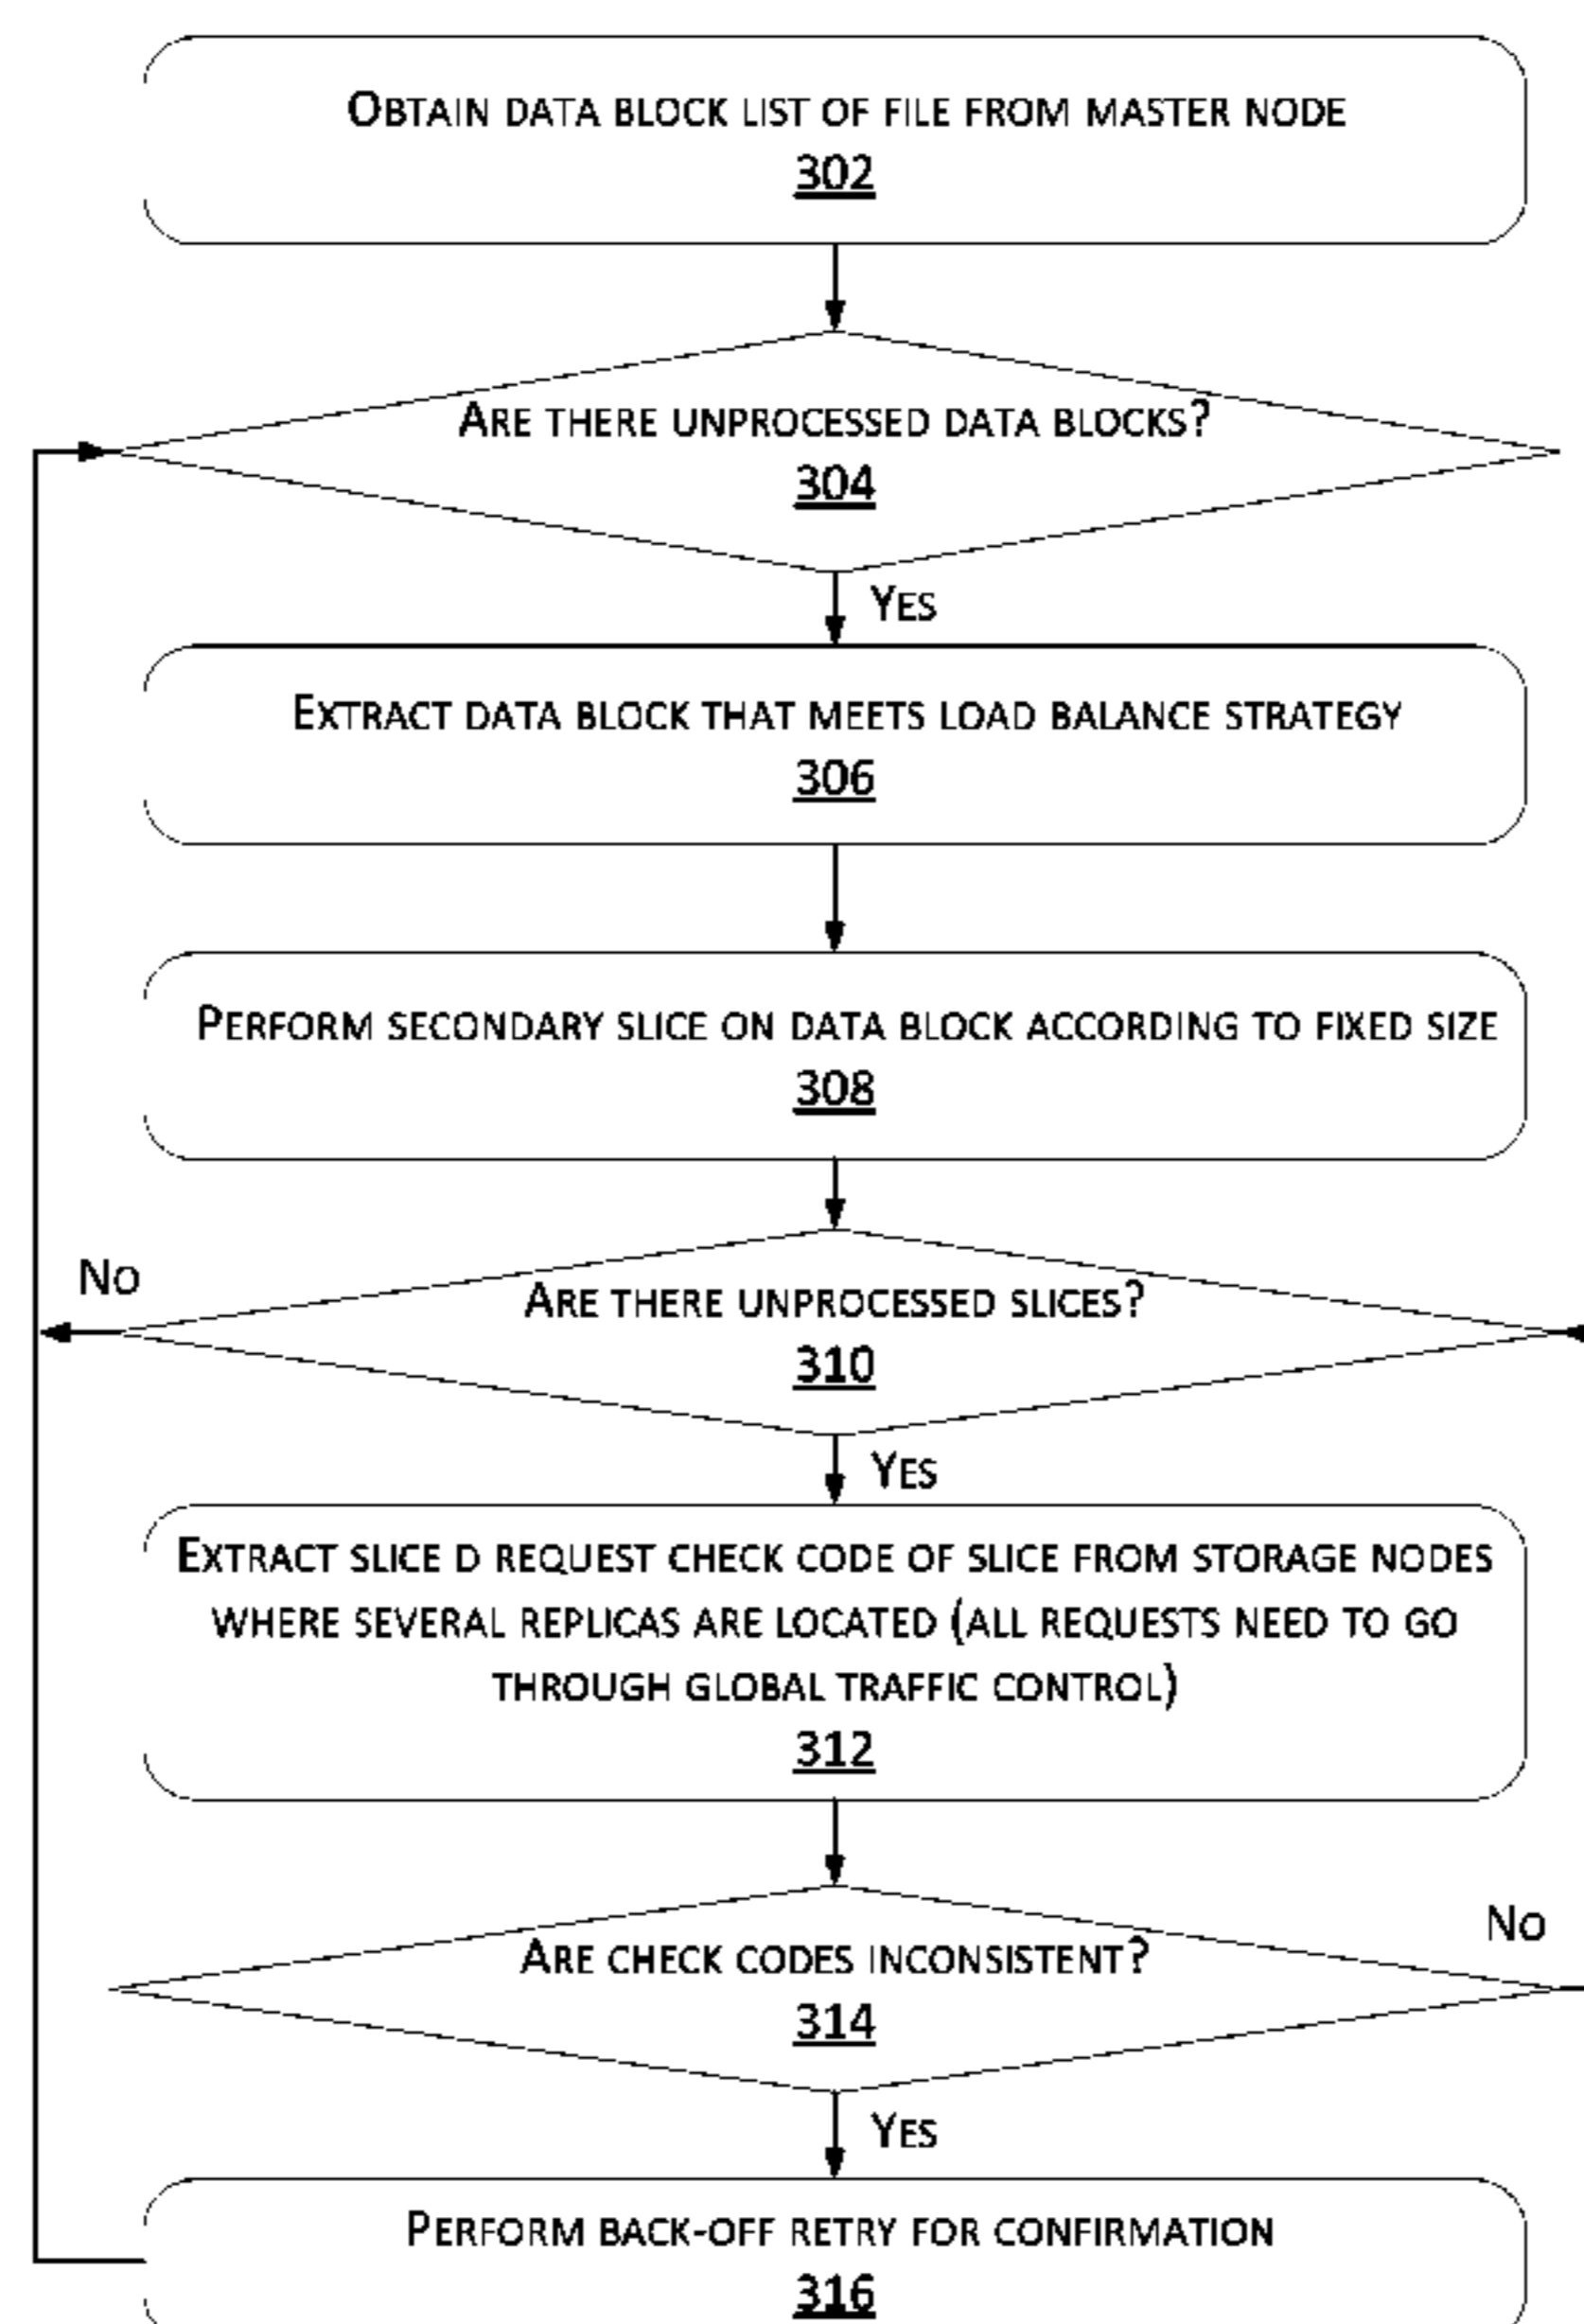 Obtain data block list of file from master node
302
Are there unprocessed data blocks?
304
Yes
Extract data block that meets load balance strategy
306
Perform secondary slice on data block according to fixed size
308
No
Are there unprocessed slices?
310
Yes
Extract slice d request check code of slice from storage nodes
where several replicas are located (all requests need to go
through global traffic control)
312
No
Are check codes inconsistent?
314
Yes
Perform back-off retry for confirmation
316